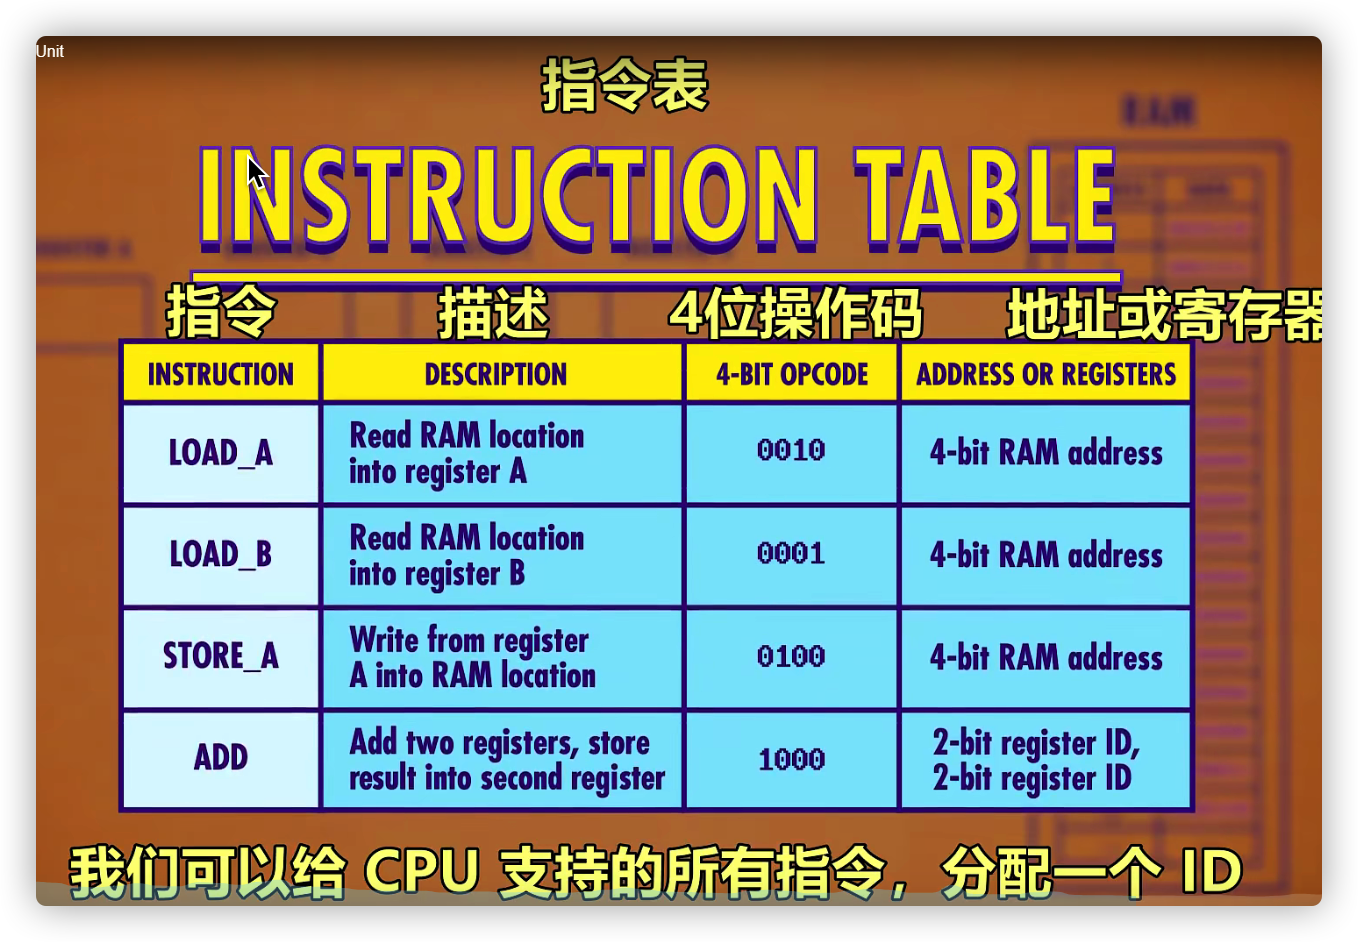 Unit
指令表
INSTRUCTION TABLE
指令 描述 4位操作码 地址或寄存器
INSTRUCTION DESCRIPTION 4-BIT OPCODE ADDRESS OR REGISTERS
LOAD_A
Read RAM location
into register A
0010
4-bit RAM address
LOAD_B
Read RAM location
into register B
0001
4-bit RAM address
STORE_A
Write from register
A into RAM location
0100
4-bit RAM address
ADD
Add two registers, store
result into second register
1000
2-bit register ID,
2-bit register ID
我们可以给 CPU 支持的所有指令，分配一个 ID
RAM